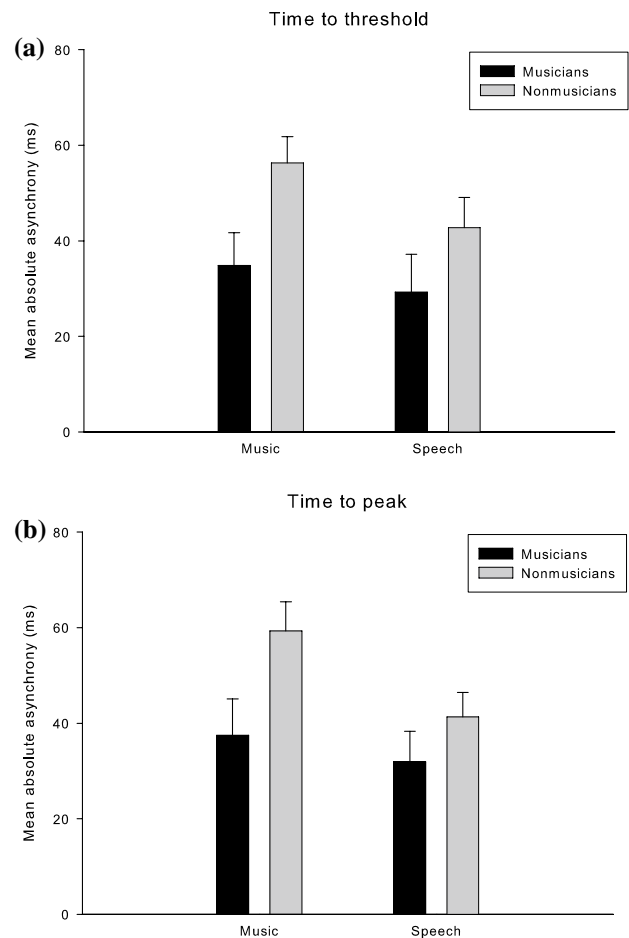 Time to threshold
(a)
80
60
40
20
0
Mean absolute asynchrony (ms)
Musicians
Nonmusicians
Music Speech
Time to peak
(b)
80
60
40
20
0
Mean absolute asynchrony (ms)
Musicians
Nonmusicians
Music Speech